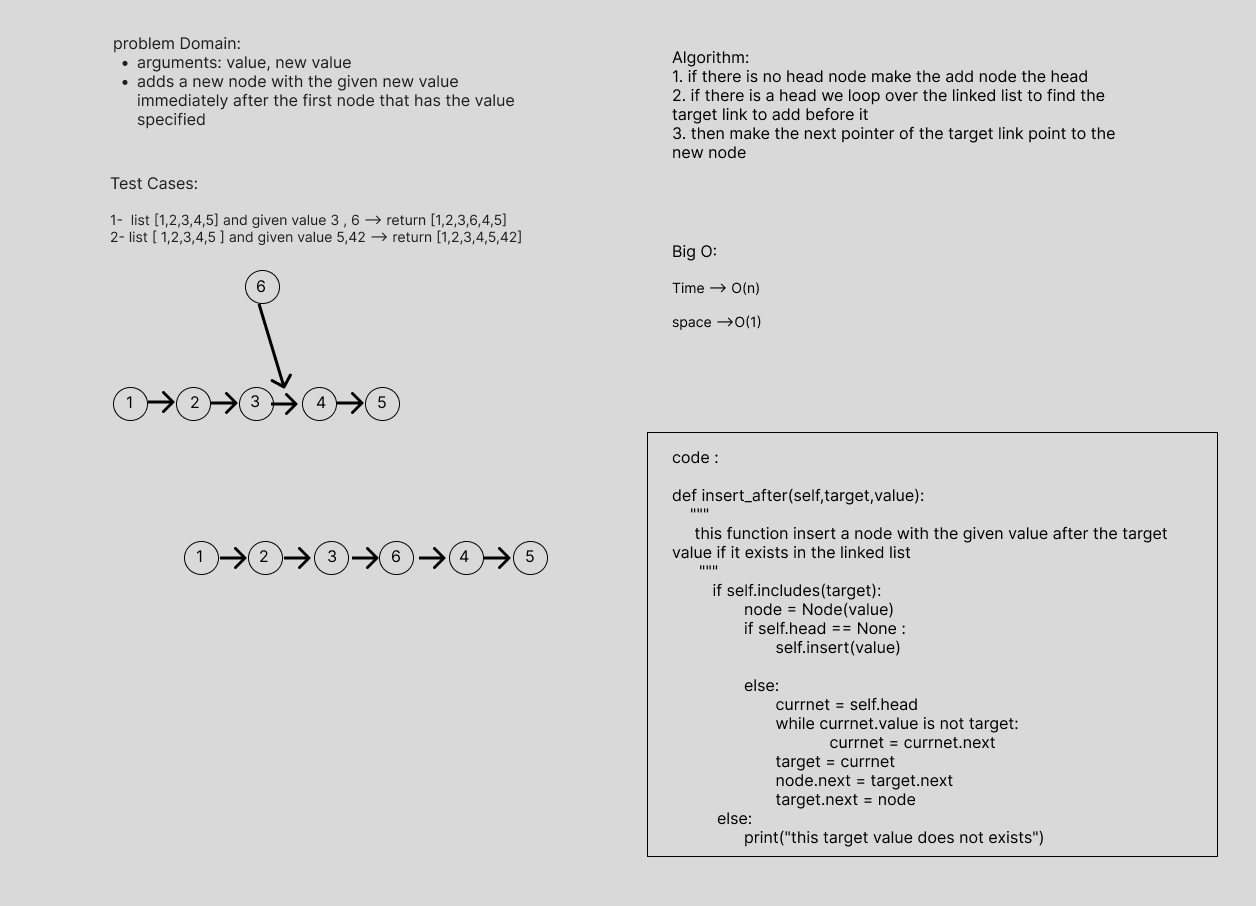 problem Domain:
• arguments: value, new value
• adds a new node with the given new value
immediately after the first node that has the value
specified
Test Cases:
1-  list [1,2,3,4,5] and given value 3 , 6 --> return [1,2,3,6,4,5]
2- list [ 1,2,3,4,5 ] and given value 5,42 --> return [1,2,3,4,5,42]
6
1 2 3 4 5
1 2 3 6 4 5
Algorithm:
1. if there is no head node make the add node the head
2. if there is a head we loop over the linked list to find the
target link to add before it
3. then make the next pointer of the target link point to the
new node
Big O:
Time --> O(n)
space -->O(1)
code :
def insert_after(self,target,value):
"""
this function insert a node with the given value after the target
value if it exists in the linked list
"""
if self.includes(target):
node = Node(value)
if self.head == None :
self.insert(value)
else:
currnet = self.head
while currnet.value is not target:
currnet = currnet.next
target = currnet
node.next = target.next
target.next = node
else:
print("this target value does not exists")